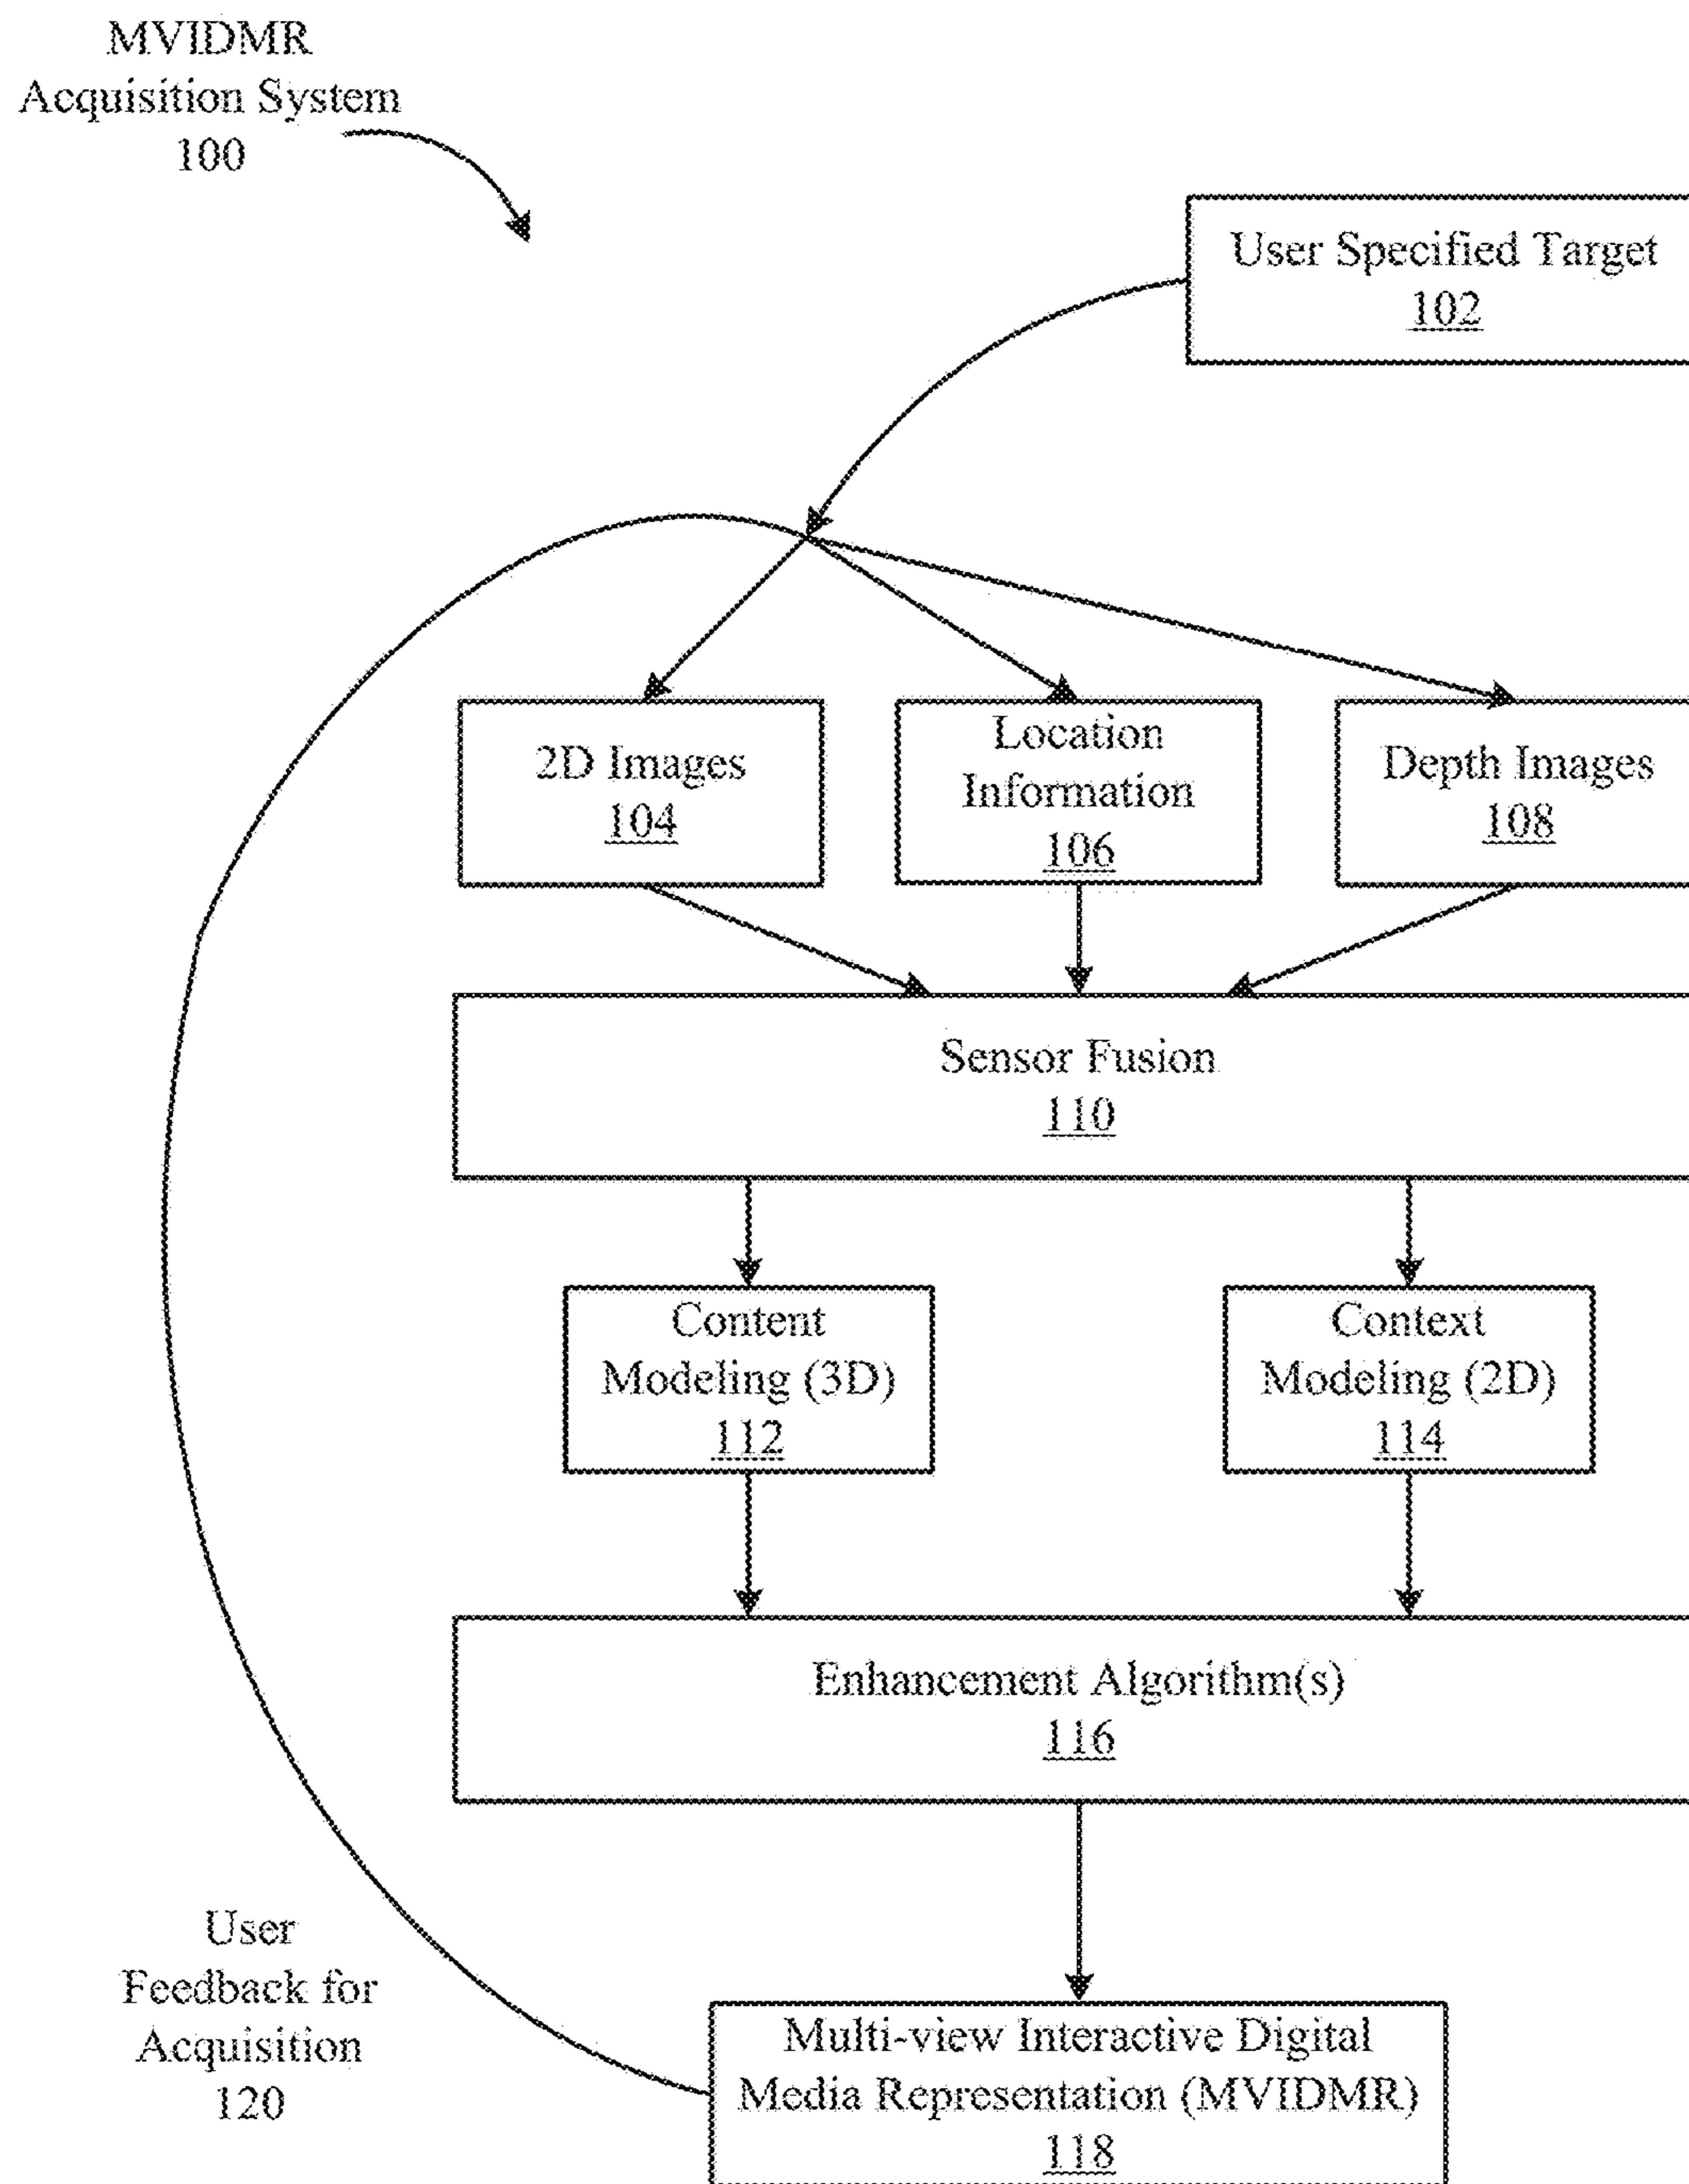 MVIDMR
Acquisition System
100
User Specified Target
102
2D Images
104
Location
Information
106
Depth Images
108
Sensor Fusion
110
Content
Modeling (3D)
112
Context
Modeling (2D)
114
Enhancement Algorithm(s)
116
User
Feedback for
Acquisition
120
Multi-view Interactive Digital
Media Representation (MVIDMR)
118